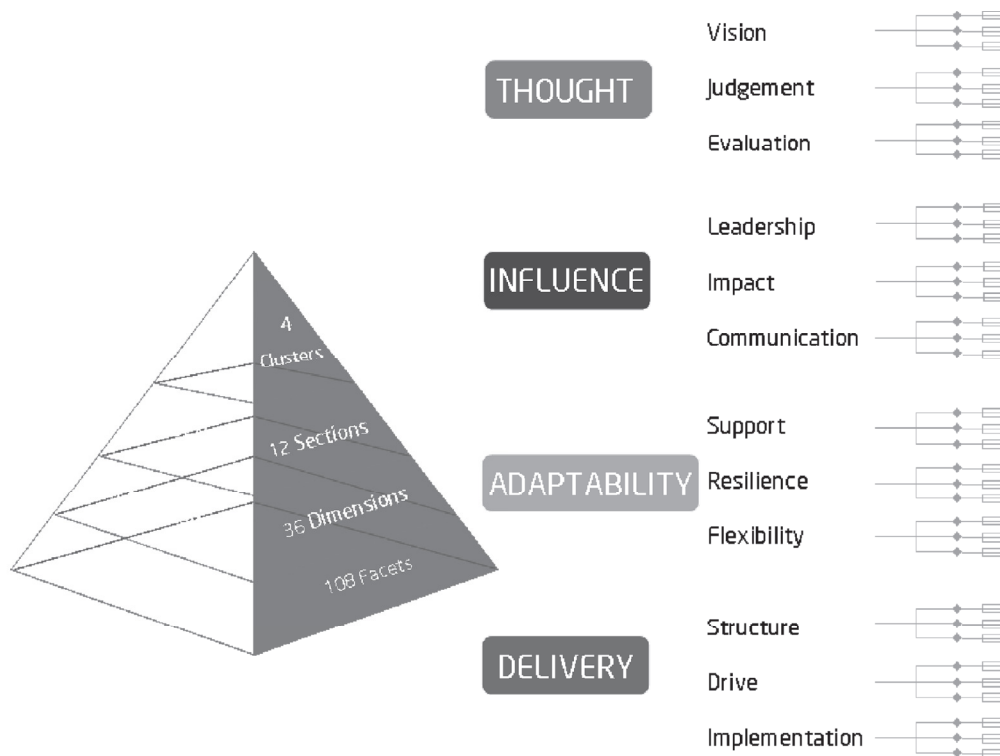 4
Clusters
12 Sections
36 Dimensions
108 Facets
THOUGHT
Vision
Judgement
Evaluation
INFLUENCE
Leadership
Impact
Communication
ADAPTABILITY
Support
Resilience
Flexibility
DELIVERY
Structure
Drive
Implementation